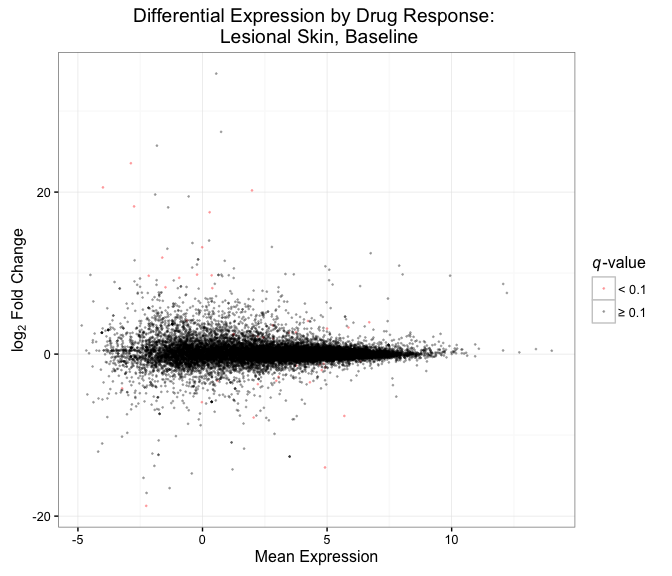 Differential Expression by Drug Response:
Lesional Skin, Baseline
log2 Fold Change
20
0
-20
-5
0
5
10
Mean Expression
q-value
< 0.1
≥ 0.1